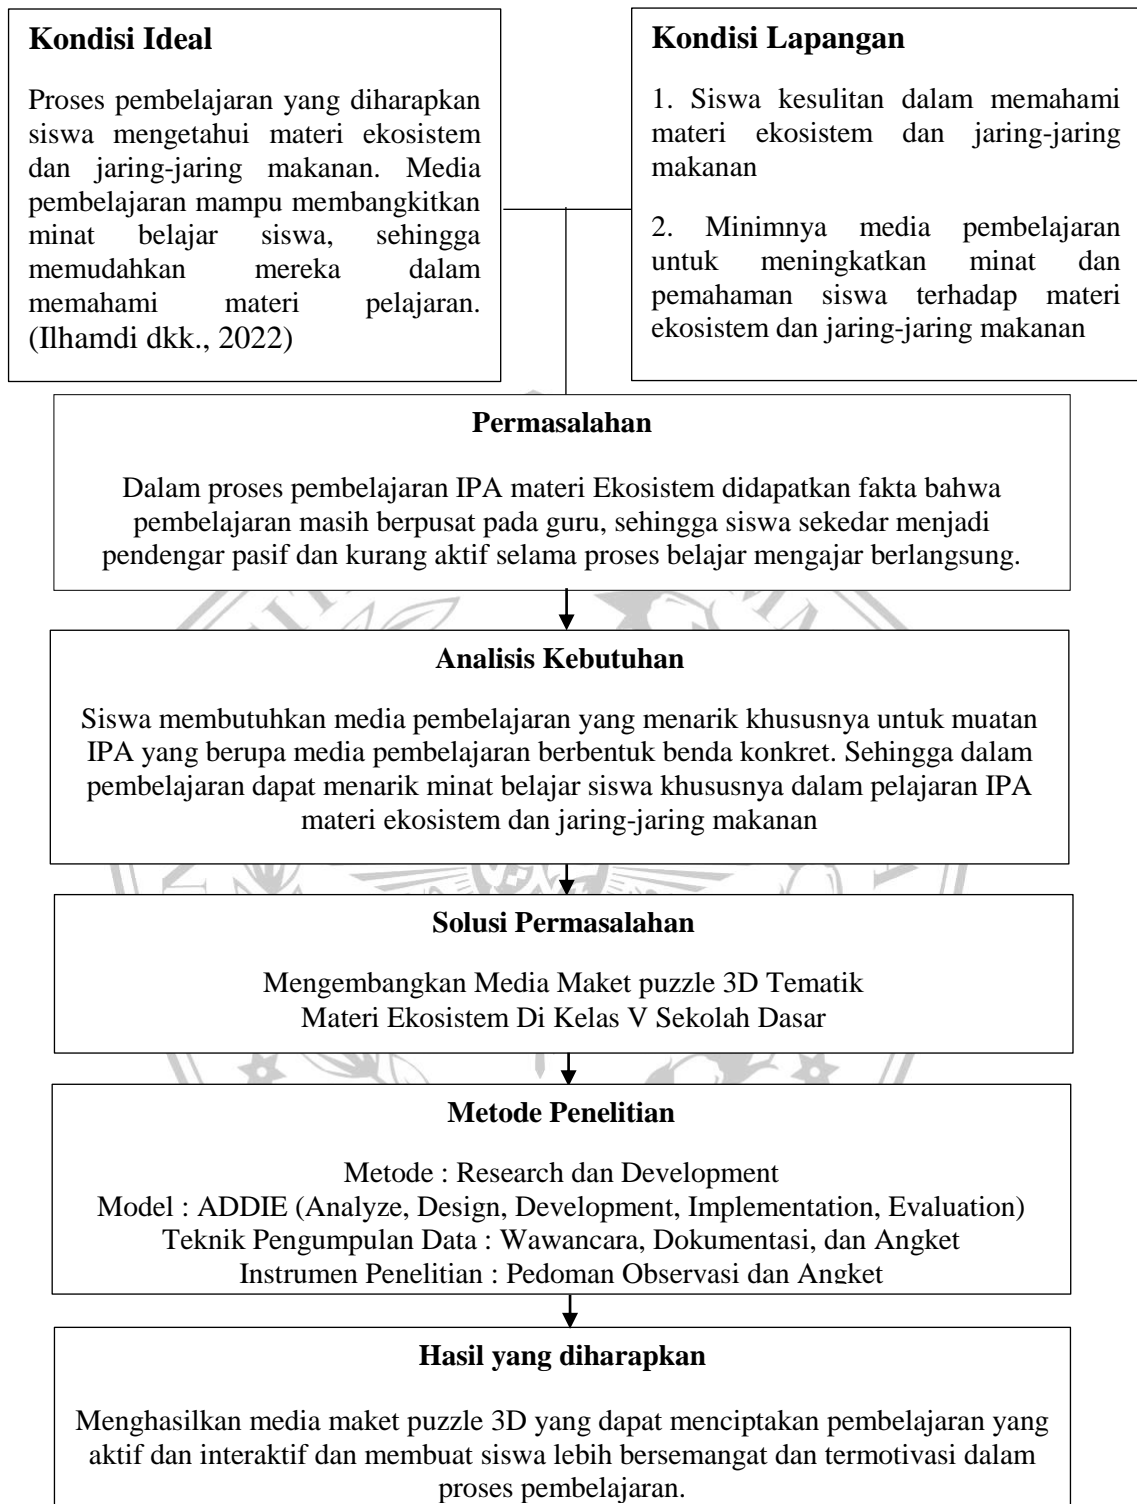 Kondisi Ideal
Proses pembelajaran yang diharapkan
siswa mengetahui materi ekosistem
dan jaring-jaring makanan. Media
pembelajaran mampu membangkitkan
minat belajar siswa, sehingga
memudahkan mereka dalam
memahami materi pelajaran.
(Ilhamdi dkk., 2022)
Kondisi Lapangan
1. Siswa kesulitan dalam memahami
materi ekosistem dan jaring-jaring
makanan
2. Minimnya media pembelajaran
untuk meningkatkan minat dan
pemahaman siswa terhadap materi
ekosistem dan jaring-jaring makanan
Permasalahan
Dalam proses pembelajaran IPA materi Ekosistem didapatkan fakta bahwa
pembelajaran masih berpusat pada guru, sehingga siswa sekedar menjadi
pendengar pasif dan kurang aktif selama proses belajar mengajar berlangsung.
Analisis Kebutuhan
Siswa membutuhkan media pembelajaran yang menarik khususnya untuk muatan
IPA yang berupa media pembelajaran berbentuk benda konkret. Sehingga dalam
pembelajaran dapat menarik minat belajar siswa khususnya dalam pelajaran IPA
materi ekosistem dan jaring-jaring makanan
Solusi Permasalahan
Mengembangkan Media Maket puzzle 3D Tematik
Materi Ekosistem Di Kelas V Sekolah Dasar
Metode Penelitian
Metode : Research dan Development
Model : ADDIE (Analyze, Design, Development, Implementation, Evaluation)
Teknik Pengumpulan Data : Wawancara, Dokumentasi, dan Angket
Instrumen Penelitian : Pedoman Observasi dan Angket
Hasil yang diharapkan
Menghasilkan media maket puzzle 3D yang dapat menciptakan pembelajaran yang
aktif dan interaktif dan membuat siswa lebih bersemangat dan termotivasi dalam
proses pembelajaran.